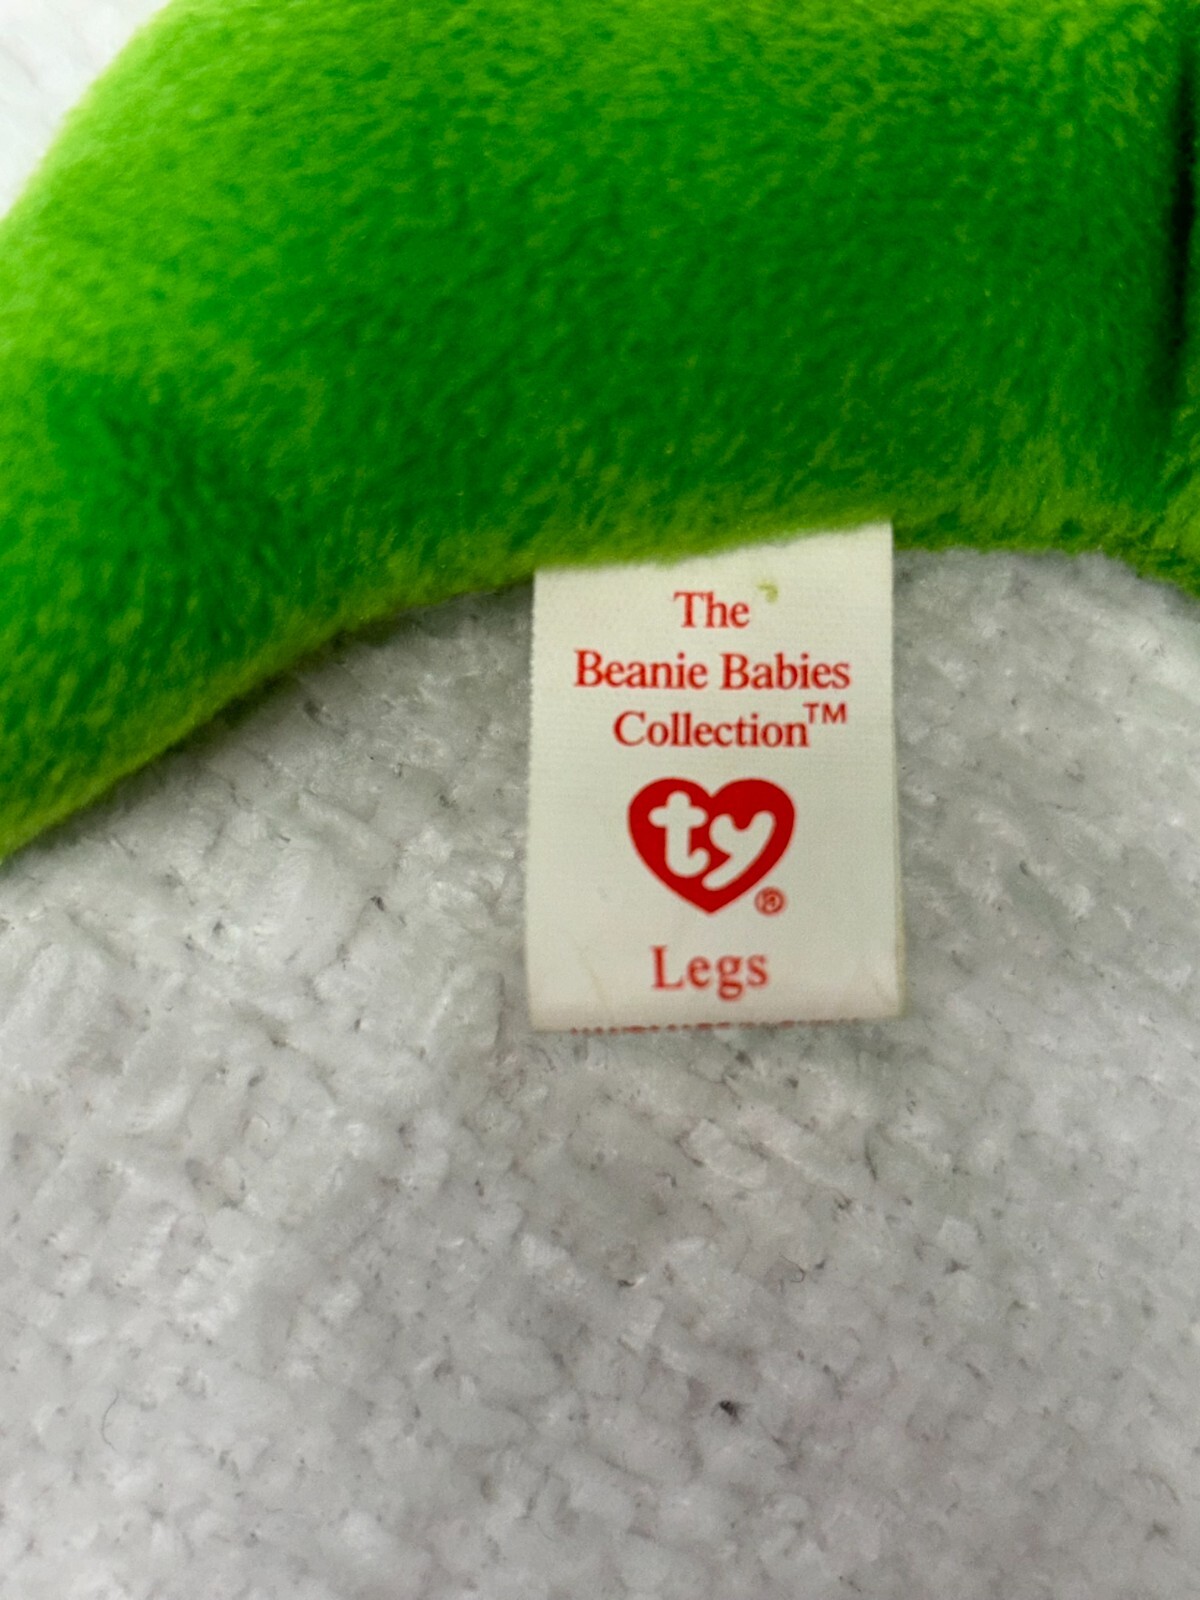 The
Beanie Babies
Collection™
ty®
Legs